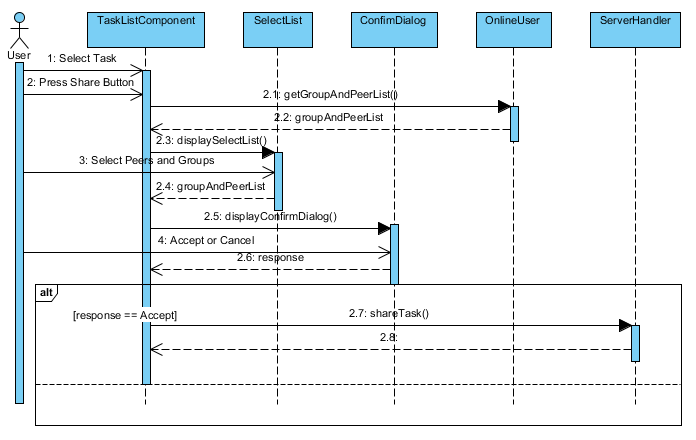 TaskListComponent
SelectList
ConfimDialog
OnlineUser
ServerHandler
User
1: Select Task
2: Press Share Button
2.1: getGroupAndPeerList()
2.2: groupAndPeerList
2.3: displaySelectList()
3: Select Peers and Groups
2.4: groupAndPeerList
2.5: displayConfirmDialog()
4: Accept or Cancel
2.6: response
alt
[response == Accept]
2.7: shareTask()
2.8: